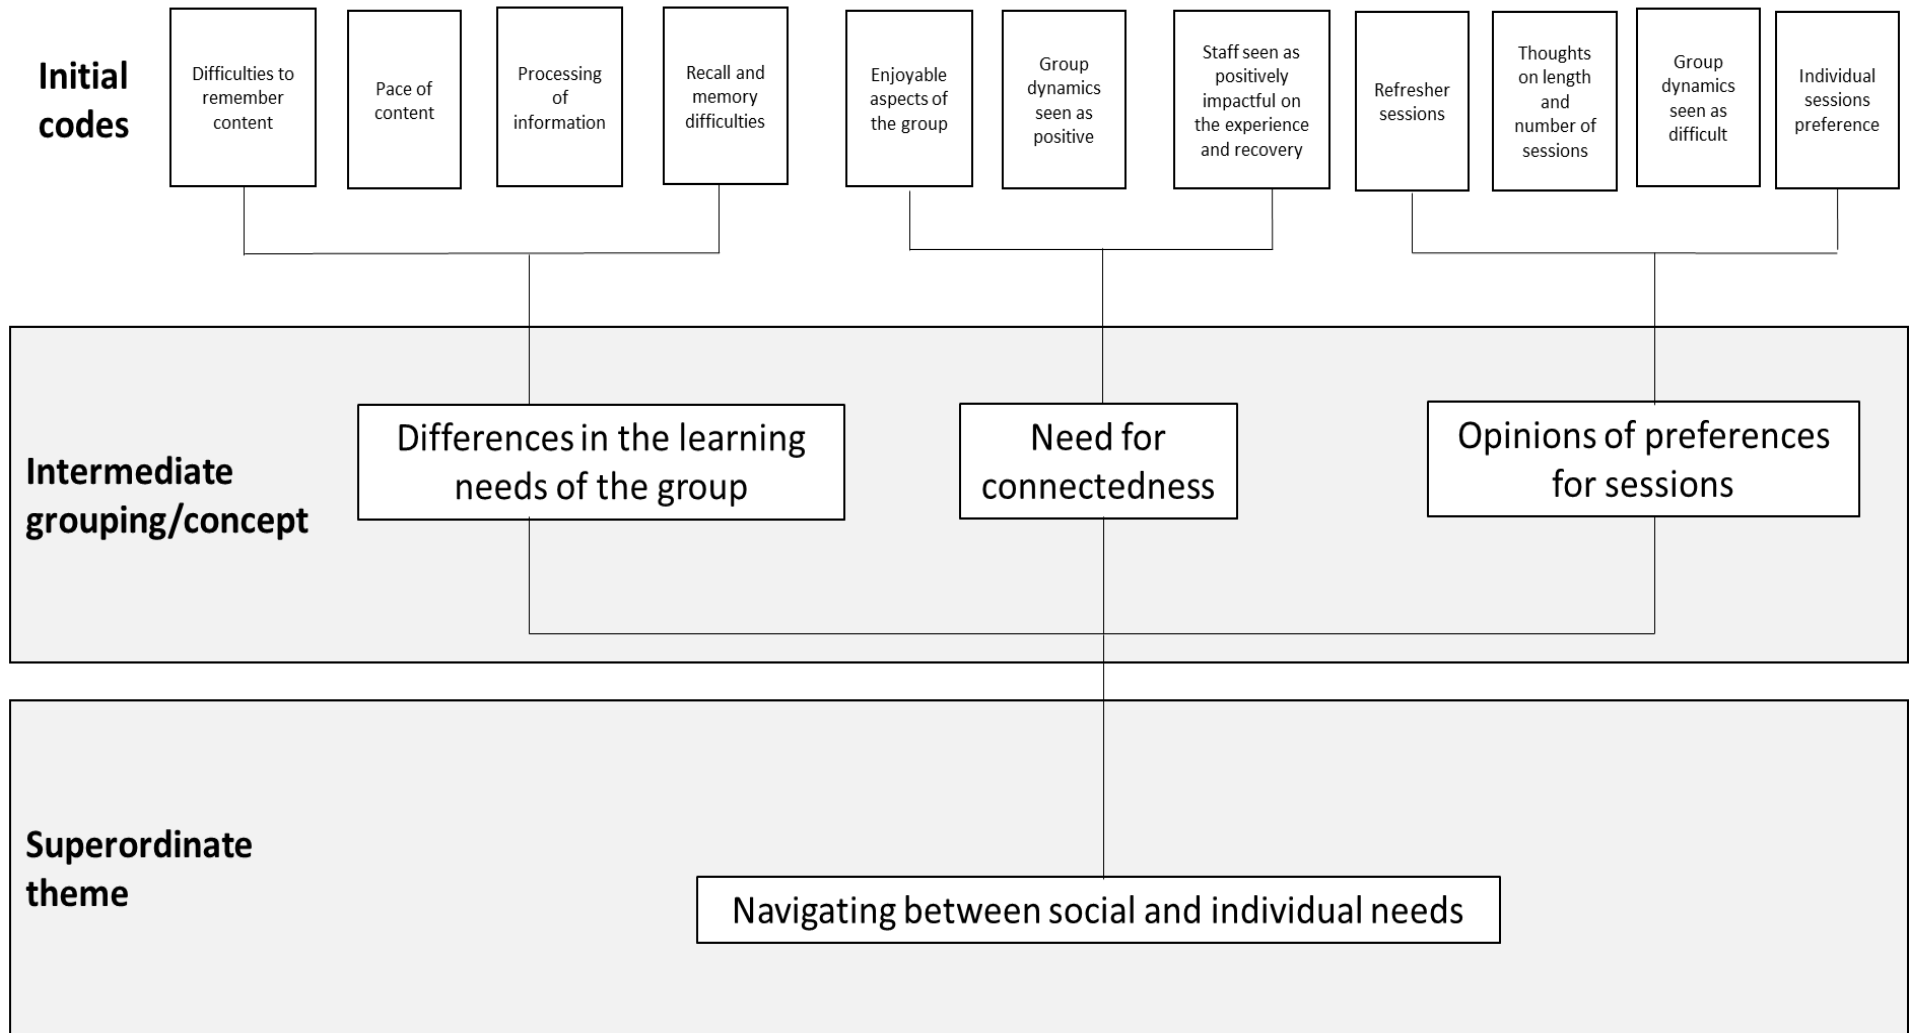 Initial
codes
Difficulties to
remember
content
Pace of
content
Processing
of
information
Recall and
memory
difficulties
Enjoyable
aspects of
the group
Group
dynamics
seen as
positive
Staff seen as
positively
impactful on
the experience
and recovery
Refresher
sessions
Thoughts
on length
and
number of
sessions
Group
dynamics
seen as
difficult
Individual
sessions
preference
Intermediate
grouping/concept
Differences in the learning
needs of the group
Need for
connectedness
Opinions of preferences
for sessions
Superordinate
theme
Navigating between social and individual needs